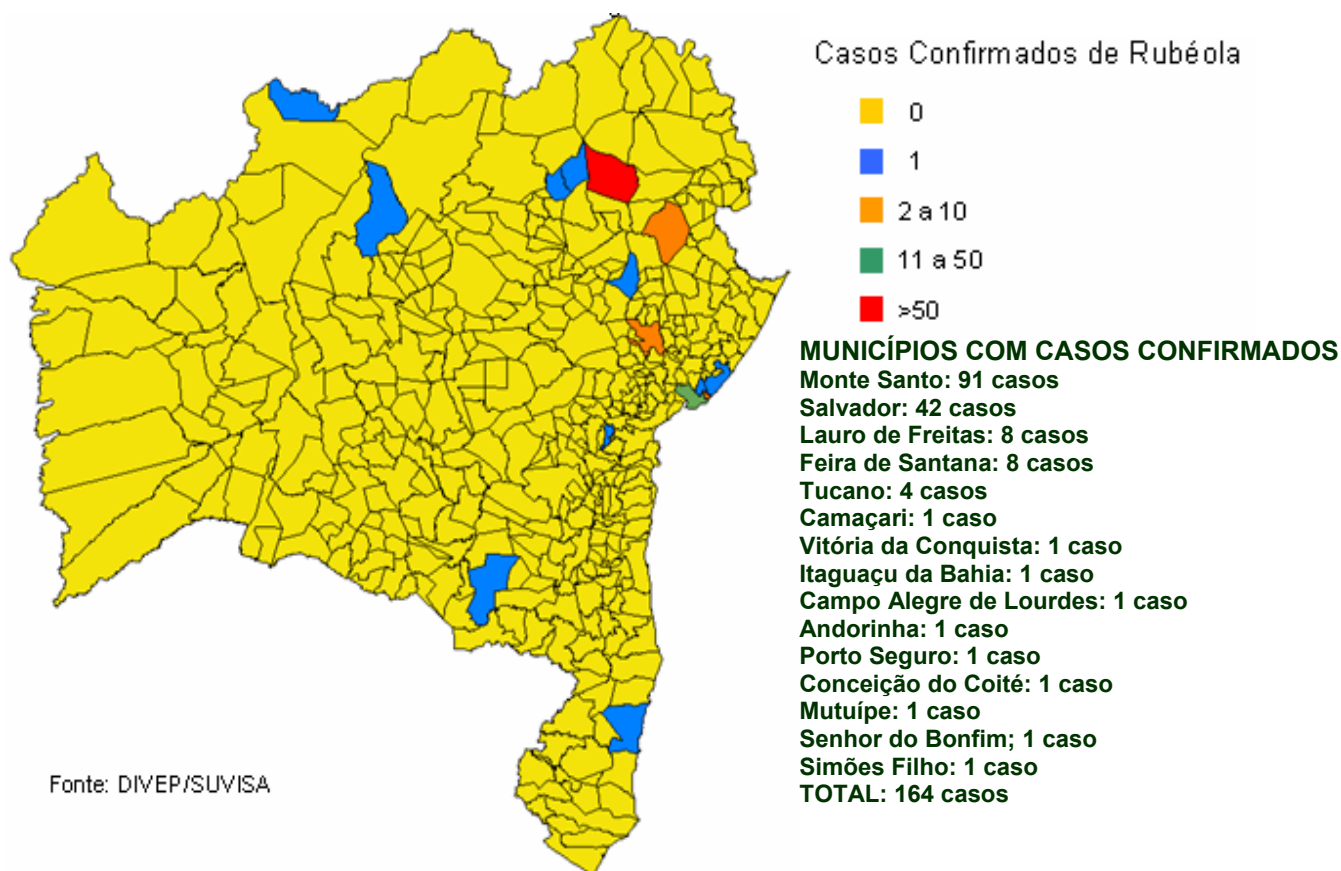 Casos Confirmados de Rubéola
0
1
2 a 10
11 a 50
>50
MUNICÍPIOS COM CASOS CONFIRMADOS
Monte Santo: 91 casos
Salvador: 42 casos
Lauro de Freitas: 8 casos
Feira de Santana: 8 casos
Tucano: 4 casos
Camaçari: 1 caso
Vitória da Conquista: 1 caso
Itaguaçu da Bahia: 1 caso
Campo Alegre de Lourdes: 1 caso
Andorinha: 1 caso
Porto Seguro: 1 caso
Conceição do Coité: 1 caso
Mutuípe: 1 caso
Senhor do Bonfim; 1 caso
Simões Filho: 1 caso
TOTAL: 164 casos
Fonte: DIVEP/SUVISA